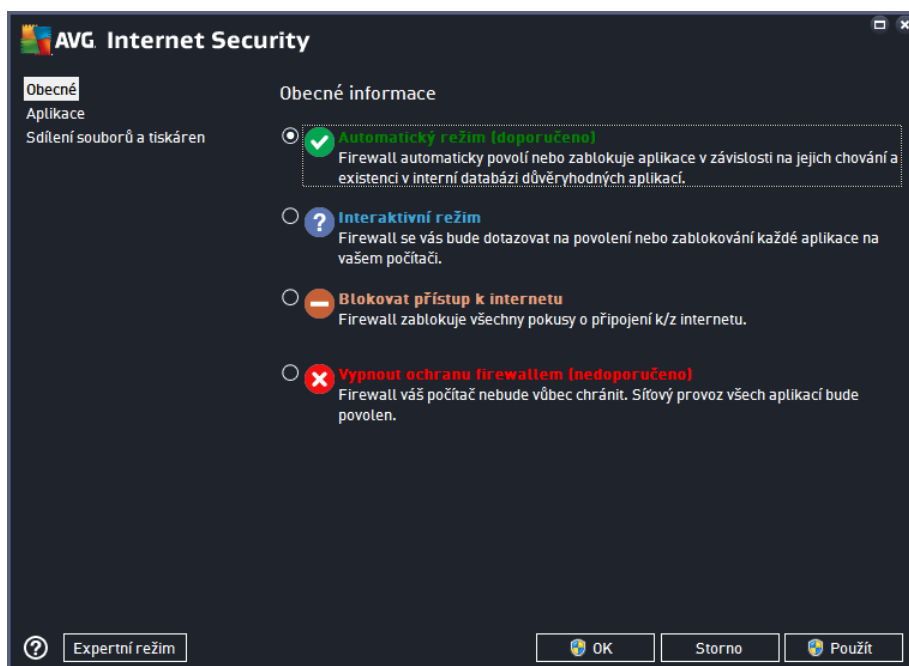 AVG Internet Security
Obecné
Aplikace
Sdílení souborů a tiskáren
Obecné informace
Automatický režim (doporučeno)
Firewall automaticky povolí nebo zablokuje aplikace v závislosti na jejich chování a
existenci v interní databázi důvěryhodných aplikací.
Interaktivní režim
Firewall se vás bude dotazovat na povolení nebo zablokování každé aplikace na
vašem počítači.
Blokovat přístup k internetu
Firewall zablokuje všechny pokusy o připojení k/z internetu.
Vypnout ochranu firewallem (nedoporučeno)
Firewall váš počítač nebude vůbec chránit. Síťový provoz všech aplikací bude
povolen.
Expertní režim
OK
Storno
Použít